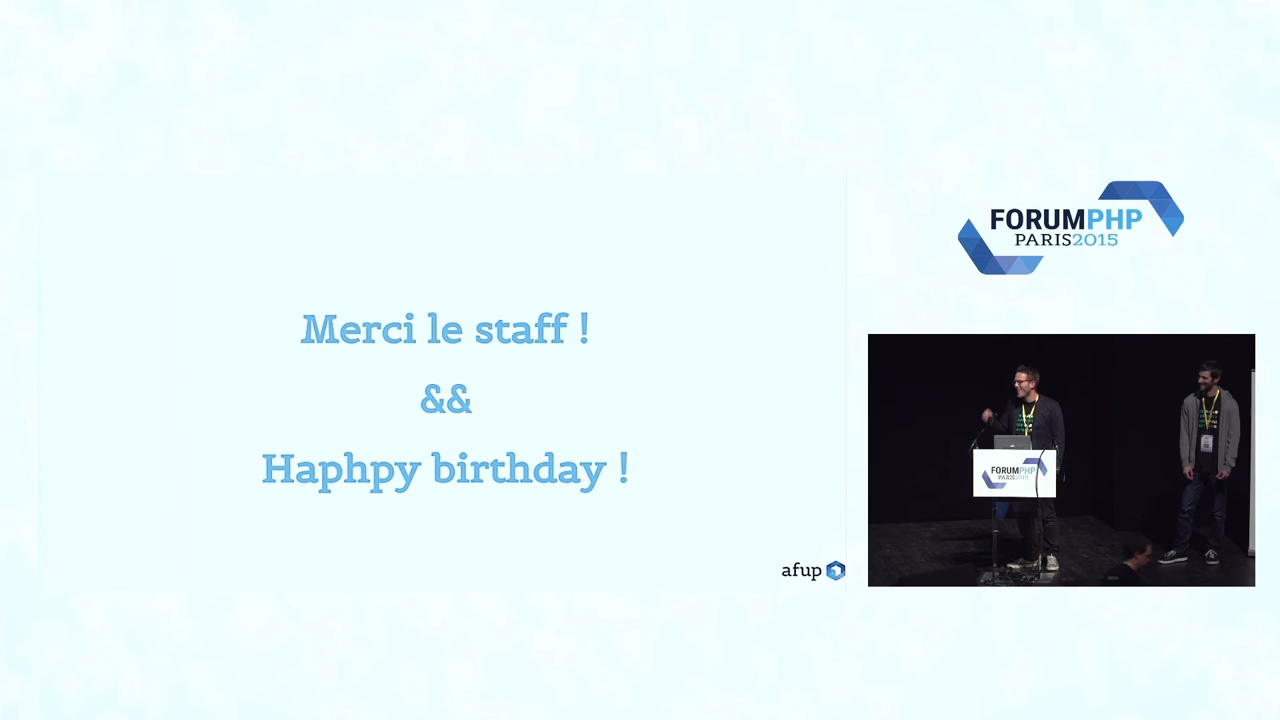 Merci le staff !
&&
Haphpy birthday !
afup
FORUMPHP
PARIS2015
FORUMPHP
PARIS2015